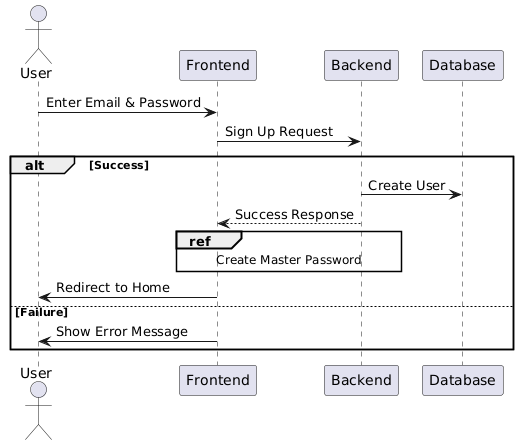 User
Frontend
Backend
Database
Enter Email & Password
Sign Up Request
alt
[Success]
Create User
Success Response
ref
Create Master Password
Redirect to Home
[Failure]
Show Error Message
User
Frontend
Backend
Database